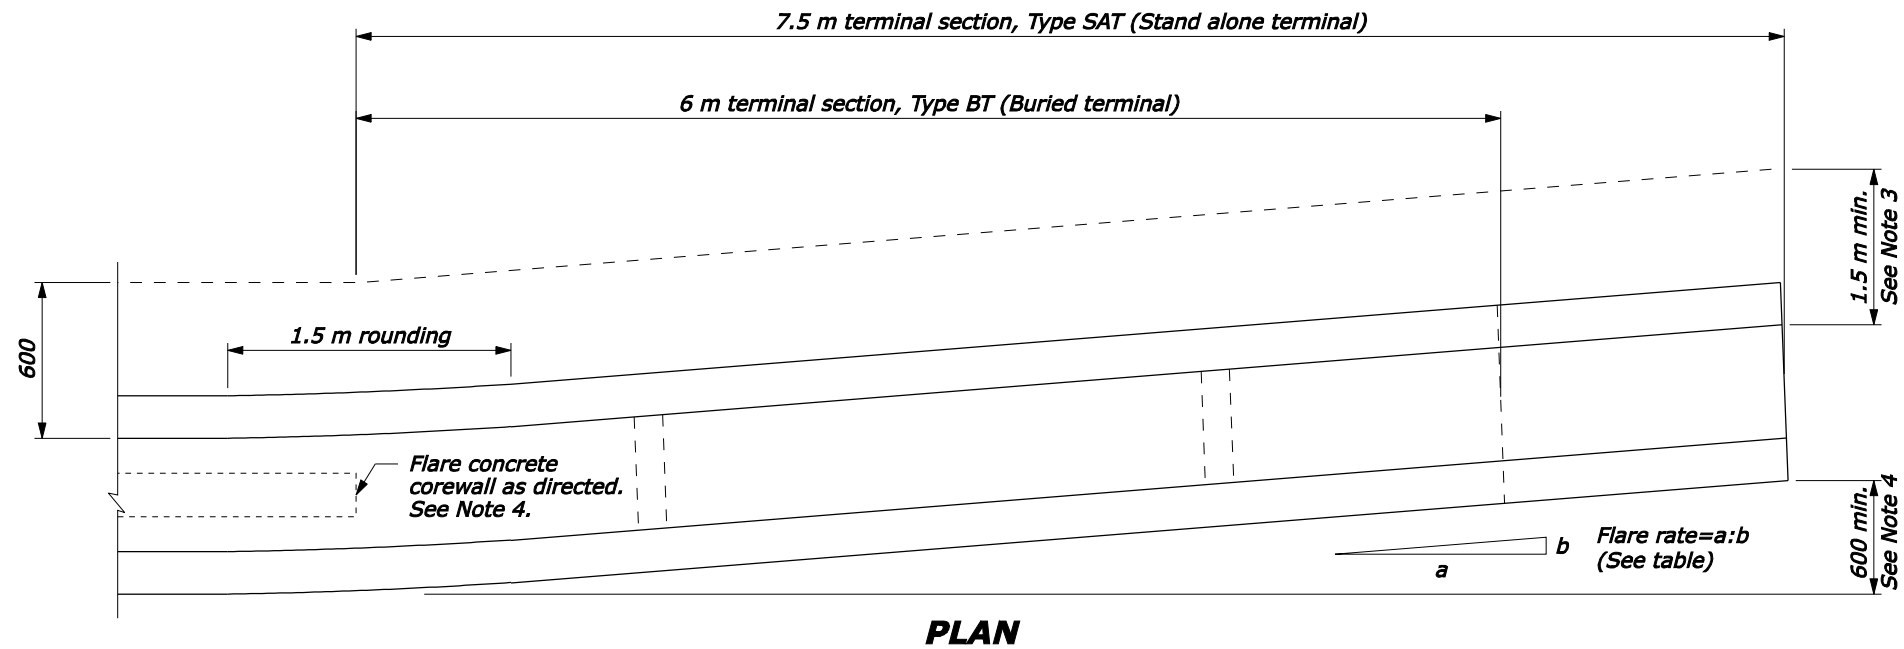 7.5 m terminal section, Type SAT (Stand alone terminal)
6 m terminal section, Type BT (Buried terminal)
1.5 m min.
See Note 3
1.5 m rounding
600
Flare concrete
corewall as directed.
See Note 4.
600 min.
See Note 4
b
a
Flare rate=a:b
(See table)
PLAN